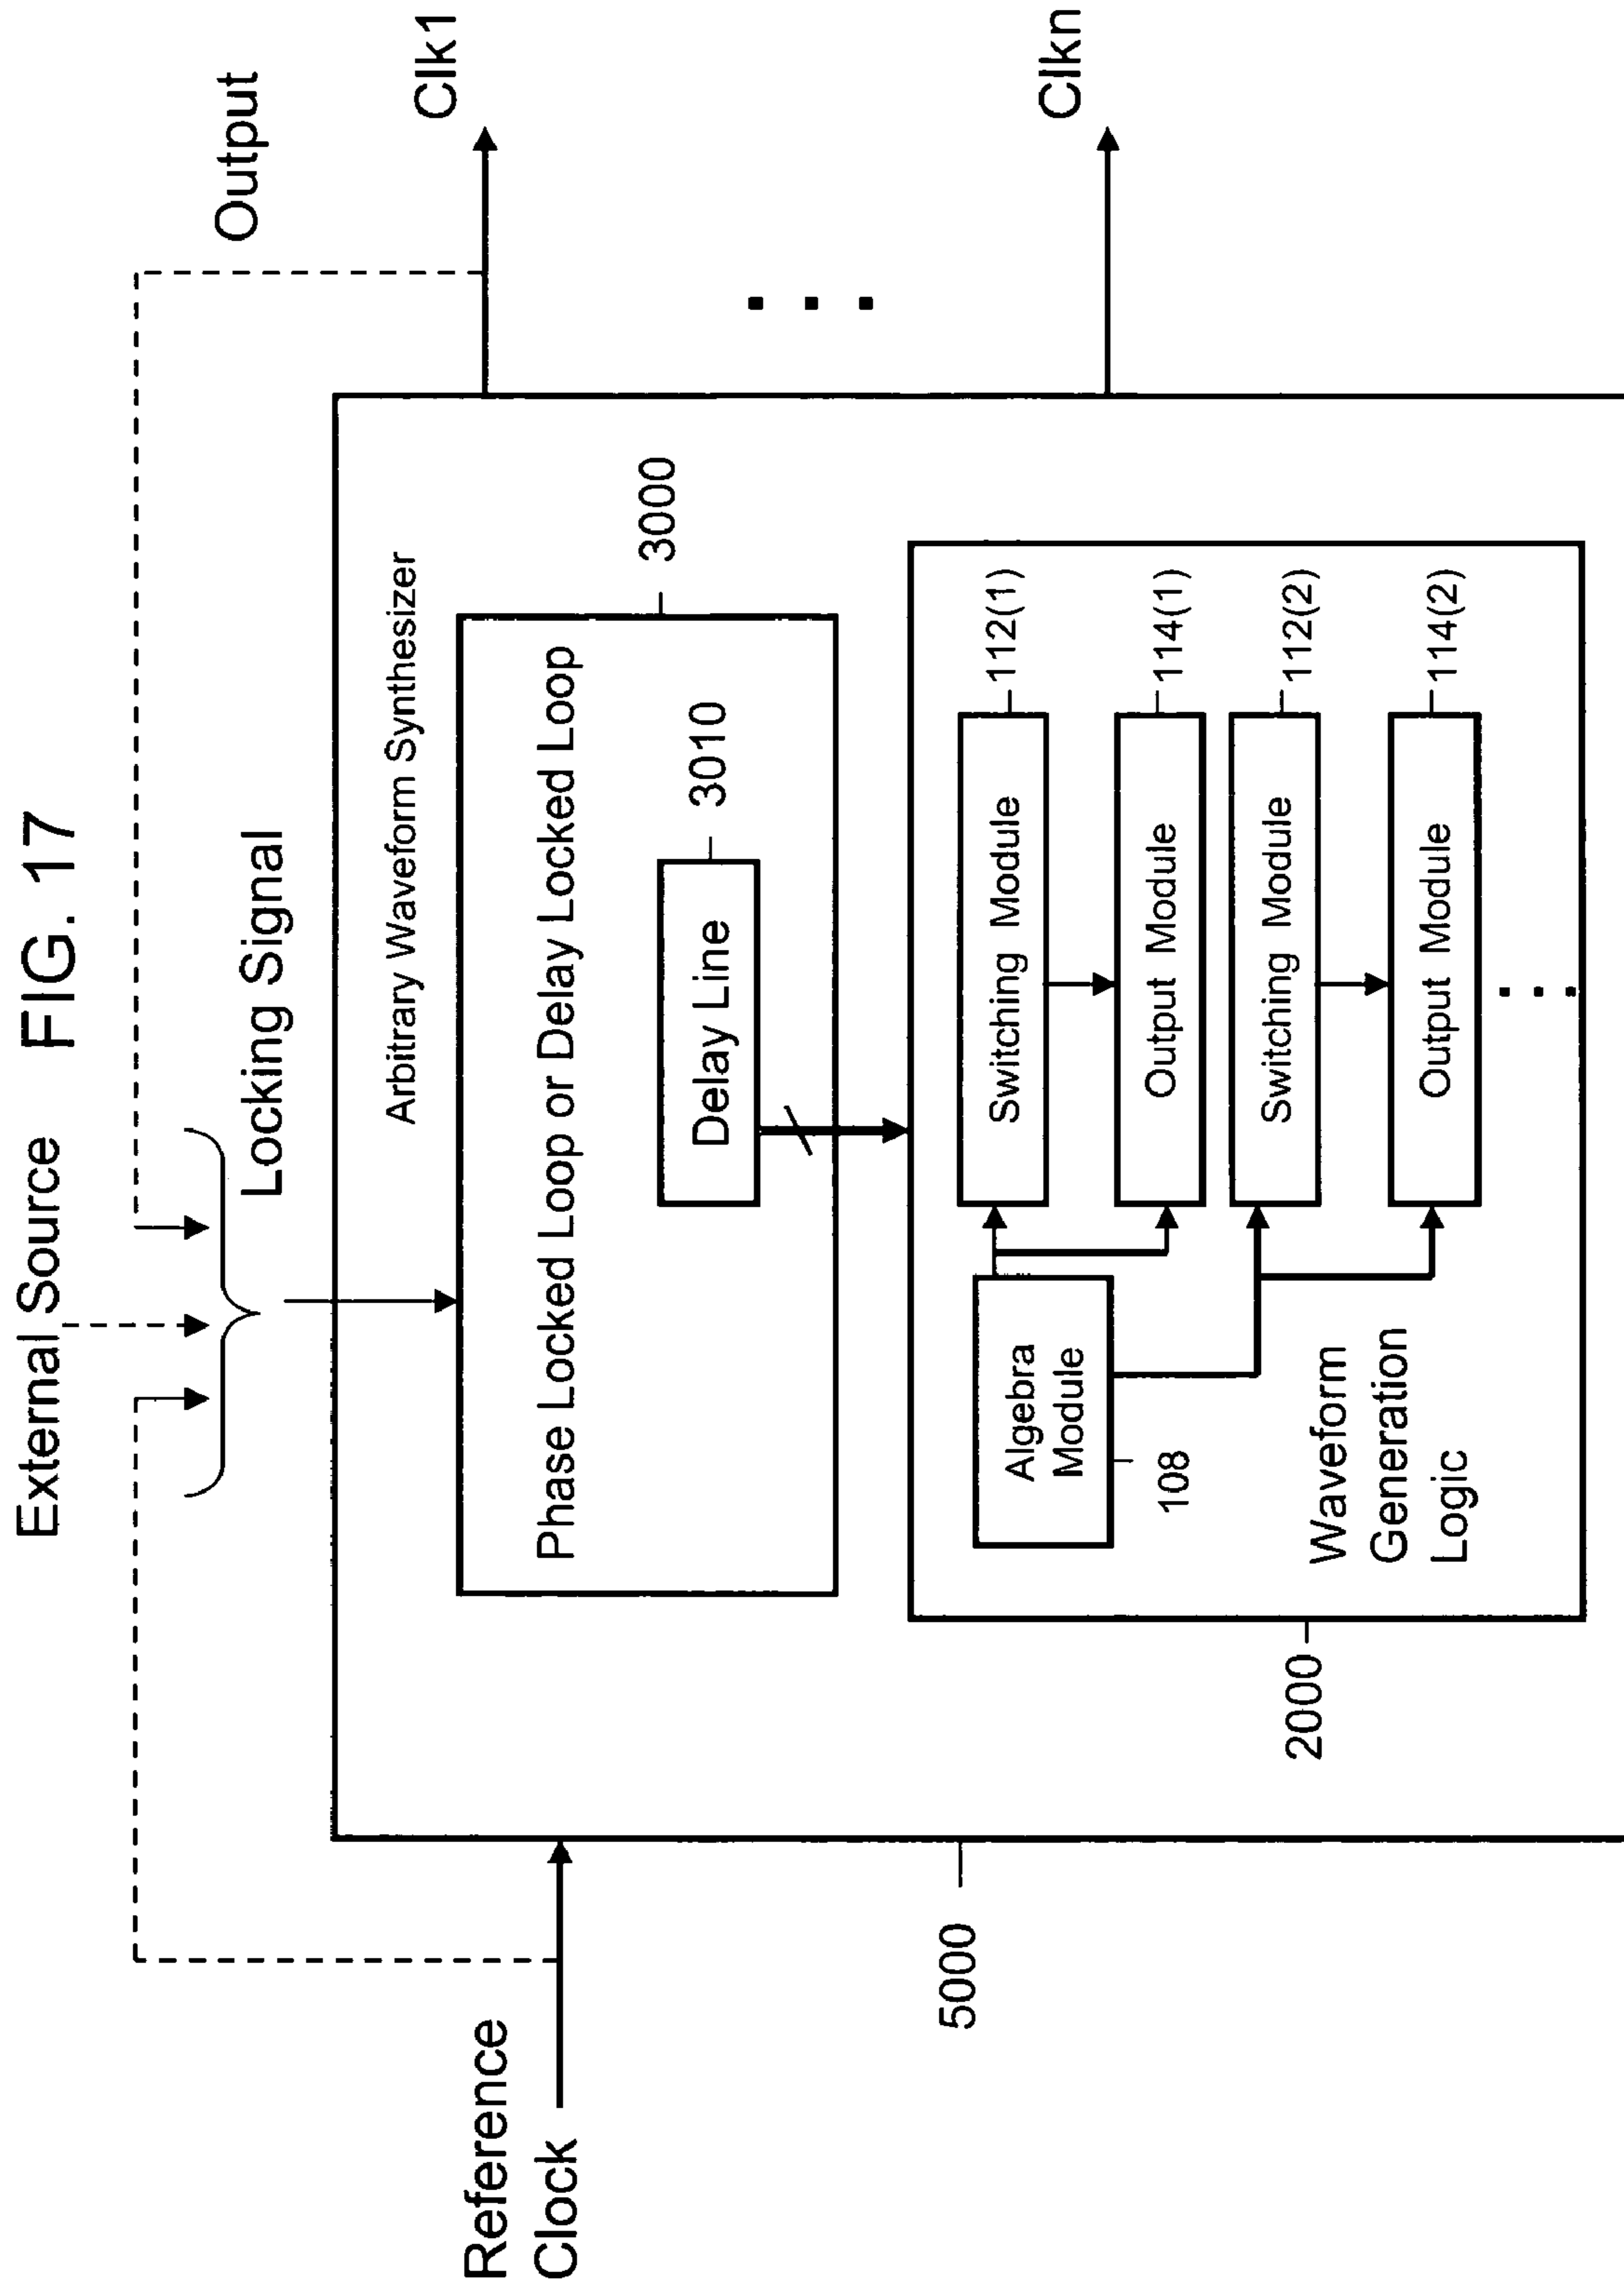 FIG. 17
External Source
Locking Signal
Output
Reference
Clock
Clk1
. . .
Clkn
5000
Arbitrary Waveform Synthesizer
Phase Locked Loop or Delay Locked Loop
3000
Delay Line
3010
Algebra
Module
108
Switching Module
112(1)
Output Module
114(1)
Switching Module
112(2)
Output Module
114(2)
. . .
Waveform
Generation
Logic
2000